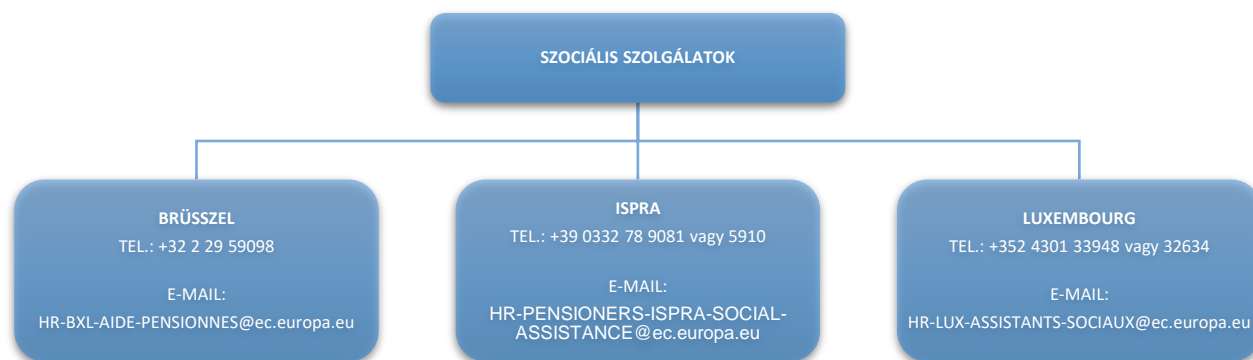 SZOCIÁLIS SZOLGÁLATOK
BRÜSSZEL
TEL.: +32 2 29 59098
E-MAIL:
HR-BXL-AIDE-PENSIONNES@ec.europa.eu
ISPRA
TEL.: +39 0332 78 9081 vagy 5910
E-MAIL:
HR-PENSIONERS-ISPRA-SOCIAL-
ASSISTANCE@ec.europa.eu
LUXEMBOURG
TEL.: +352 4301 33948 vagy 32634
E-MAIL:
HR-LUX-ASSISTANTS-SOCIAUX@ec.europa.eu